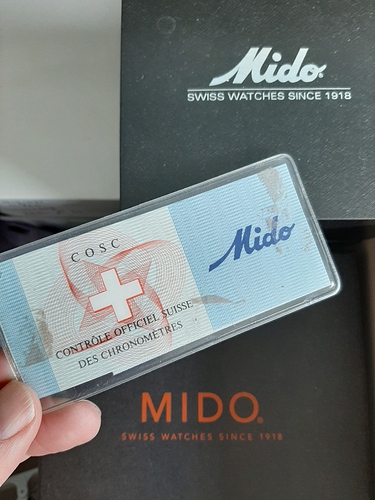 Mido®
SWISS WATCHES SINCE 1918
COSC
CONTRÔLE OFFICIEL SUISSE
DES CHRONOMÈTRES
Mido
MIDO®
SWISS WATCHES SINCE 1918